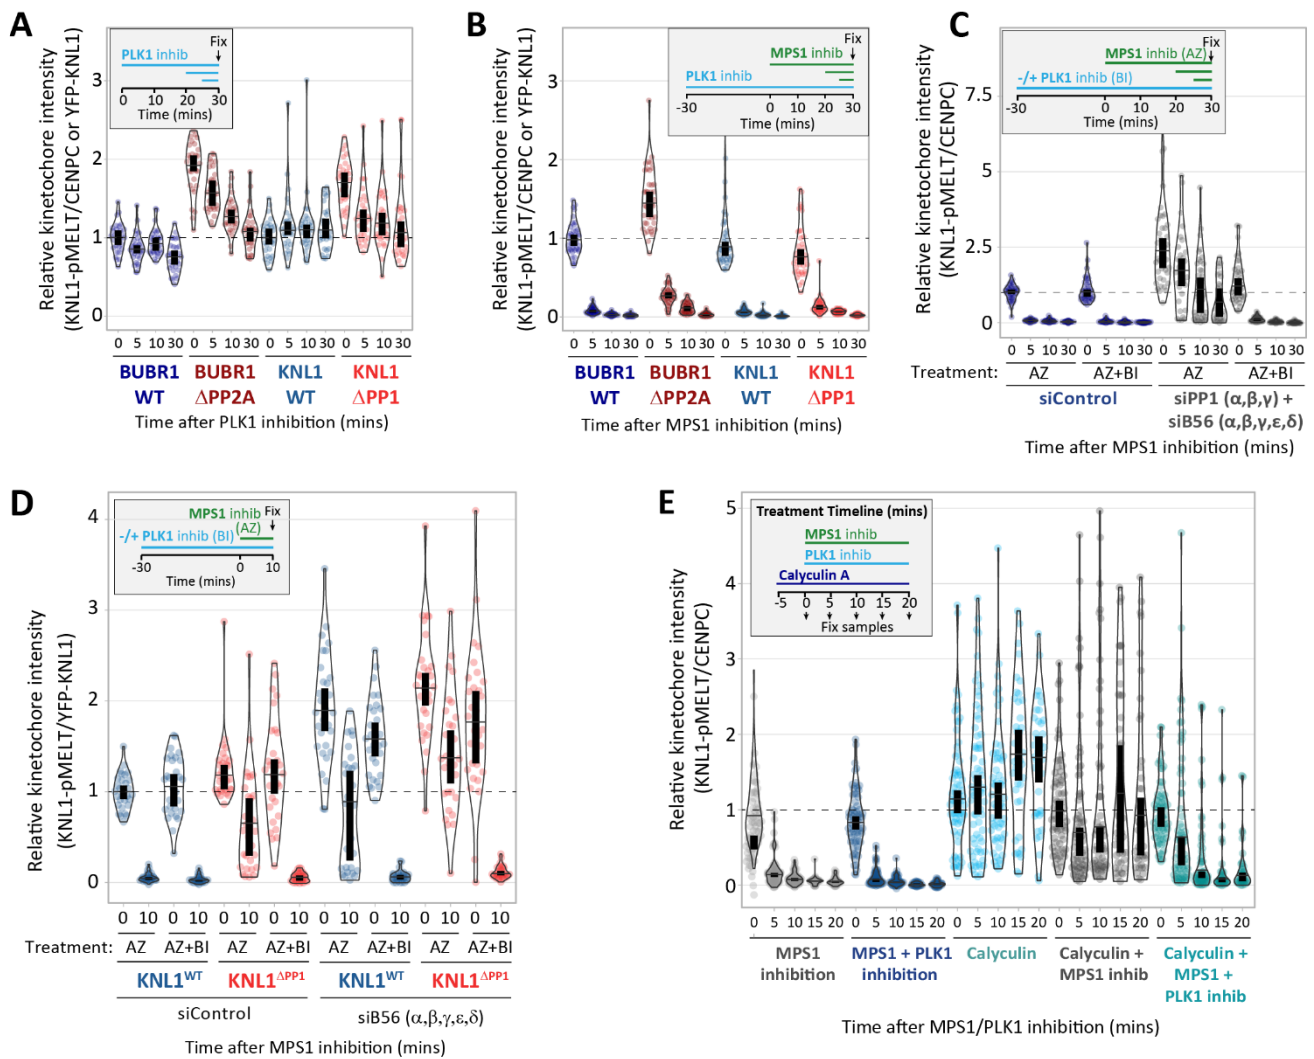 A
Relative kinetochore intensity
(KNL1-pMELT/CENPC or YFP-KNL1)
3
2
1
0
Fix
PLK1 inhib
0 10 20 30
Time (mins)
0 5 10 30 0 5 10 30 0 5 10 30 0 5 10 30
BUBR1 BUBR1 KNL1 KNL1
WT ΔPP2A WT ΔPP1
Time after PLK1 inhibition (mins)
B
Relative kinetochore intensity
(KNL1-pMELT/CENPC or YFP-KNL1)
3
2
1
0
Fix
MPS1 inhib
PLK1 inhib
-30 0 10 20 30
Time (mins)
0 5 10 30 0 5 10 30 0 5 10 30 0 5 10 30
BUBR1 BUBR1 KNL1 KNL1
WT ΔPP2A WT ΔPP1
Time after MPS1 inhibition (mins)
C
Relative kinetochore intensity
(KNL1-pMELT/CENPC)
7.5
5
2.5
0
Fix
MPS1 inhib (AZ)
-/+ PLK1 inhib (BI)
-30 0 10 20 30
Time (mins)
0 5 10 30 0 5 10 30 0 5 10 30 0 5 10 30
Treatment: AZ AZ+BI AZ AZ+BI
siControl siPP1 (α,β,γ) +
siB56 (α,β,γ,ε,δ)
Time after MPS1 inhibition (mins)
D
Relative kinetochore intensity
(KNL1-pMELT/YFP-KNL1)
4
3
2
1
0
MPS1 inhib Fix
(AZ)
-/+ PLK1 inhib (BI)
-30 0 10
Time (mins)
0 10 0 10 0 10 0 10 0 10 0 10 0 10 0 10
Treatment: AZ AZ+BI AZ AZ+BI AZ AZ+BI AZ AZ+BI
KNL1WT KNL1ΔPP1 KNL1WT KNL1ΔPP1
siControl siB56 (α,β,γ,ε,δ)
Time after MPS1 inhibition (mins)
E
Relative kinetochore intensity
(KNL1-pMELT/CENPC)
5
4
3
2
1
0
Treatment Timeline (mins)
MPS1 inhib
PLK1 inhib
Calyculin A
-5 0 5 10 15 20
Fix samples
0 5 10 15 20 0 5 10 15 20 0 5 10 15 20 0 5 10 15 20 0 5 10 15 20
MPS1 MPS1 + PLK1 Calyculin Calyculin + Calyculin +
inhibition inhibition MPS1 inhib MPS1 +
PLK1 inhib
Time after MPS1/PLK1 inhibition (mins)